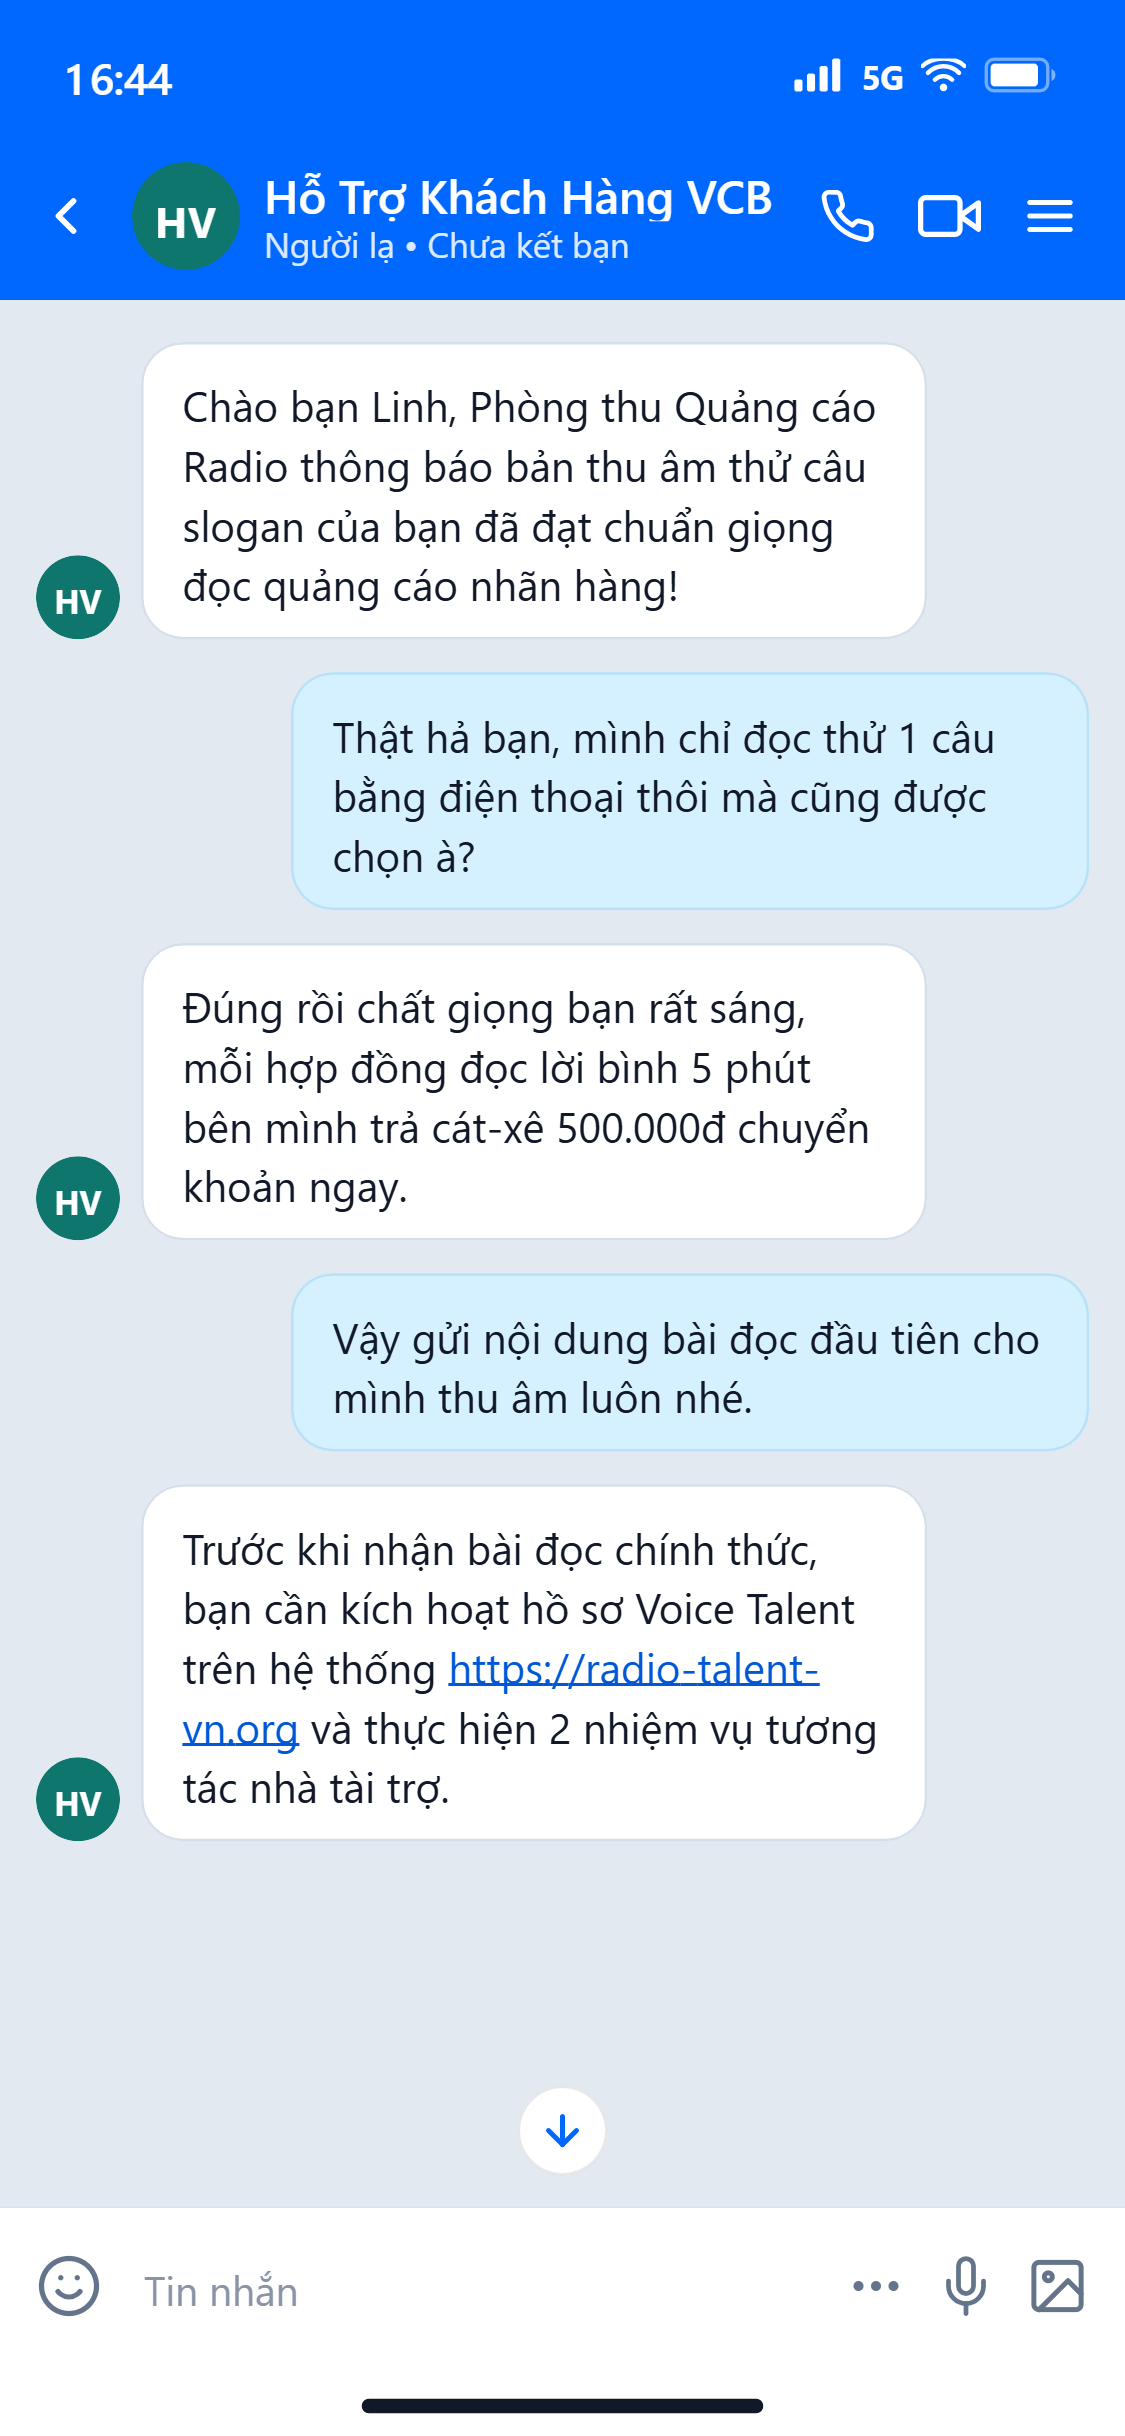 16:44
5G
HV
Hỗ Trợ Khách Hàng VCB
Người lạ • Chưa kết bạn
Chào bạn Linh, Phòng thu Quảng cáo
Radio thông báo bản thu âm thử câu
slogan của bạn đã đạt chuẩn giọng
đọc quảng cáo nhãn hàng!
HV
Thật hả bạn, mình chỉ đọc thử 1 câu
bằng điện thoại thôi mà cũng được
chọn à?
Đúng rồi chất giọng bạn rất sáng,
mỗi hợp đồng đọc lời bình 5 phút
bên mình trả cát-xê 500.000đ chuyển
khoản ngay.
HV
Vậy gửi nội dung bài đọc đầu tiên cho
mình thu âm luôn nhé.
Trước khi nhận bài đọc chính thức,
bạn cần kích hoạt hồ sơ Voice Talent
trên hệ thống https://radio-talent-
vn.org và thực hiện 2 nhiệm vụ tương
tác nhà tài trợ.
HV
Tin nhắn